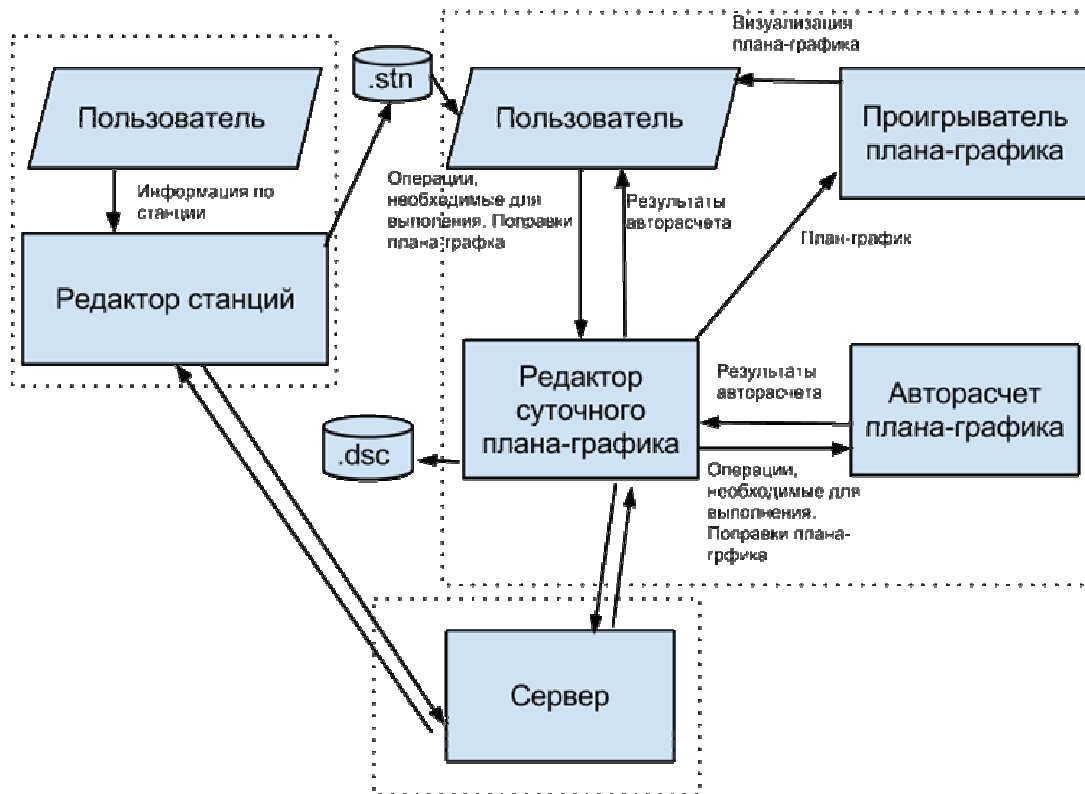 Пользователь
Информация по
станции
Редактор станций
.stn
Визуализация
плана-графика
Пользователь
Проигрыватель
плана-графика
Операции,
необходимые для
выполения. Поправки
плана-графка
Результаты
авторасчета
План-график
Редактор
суточного
плана-графика
Результаты
авторасчета
Авторасчет
плана-графика
.dsc
Операции,
необходимые для
выполнения.
Поправки плана-
грфика
Сервер